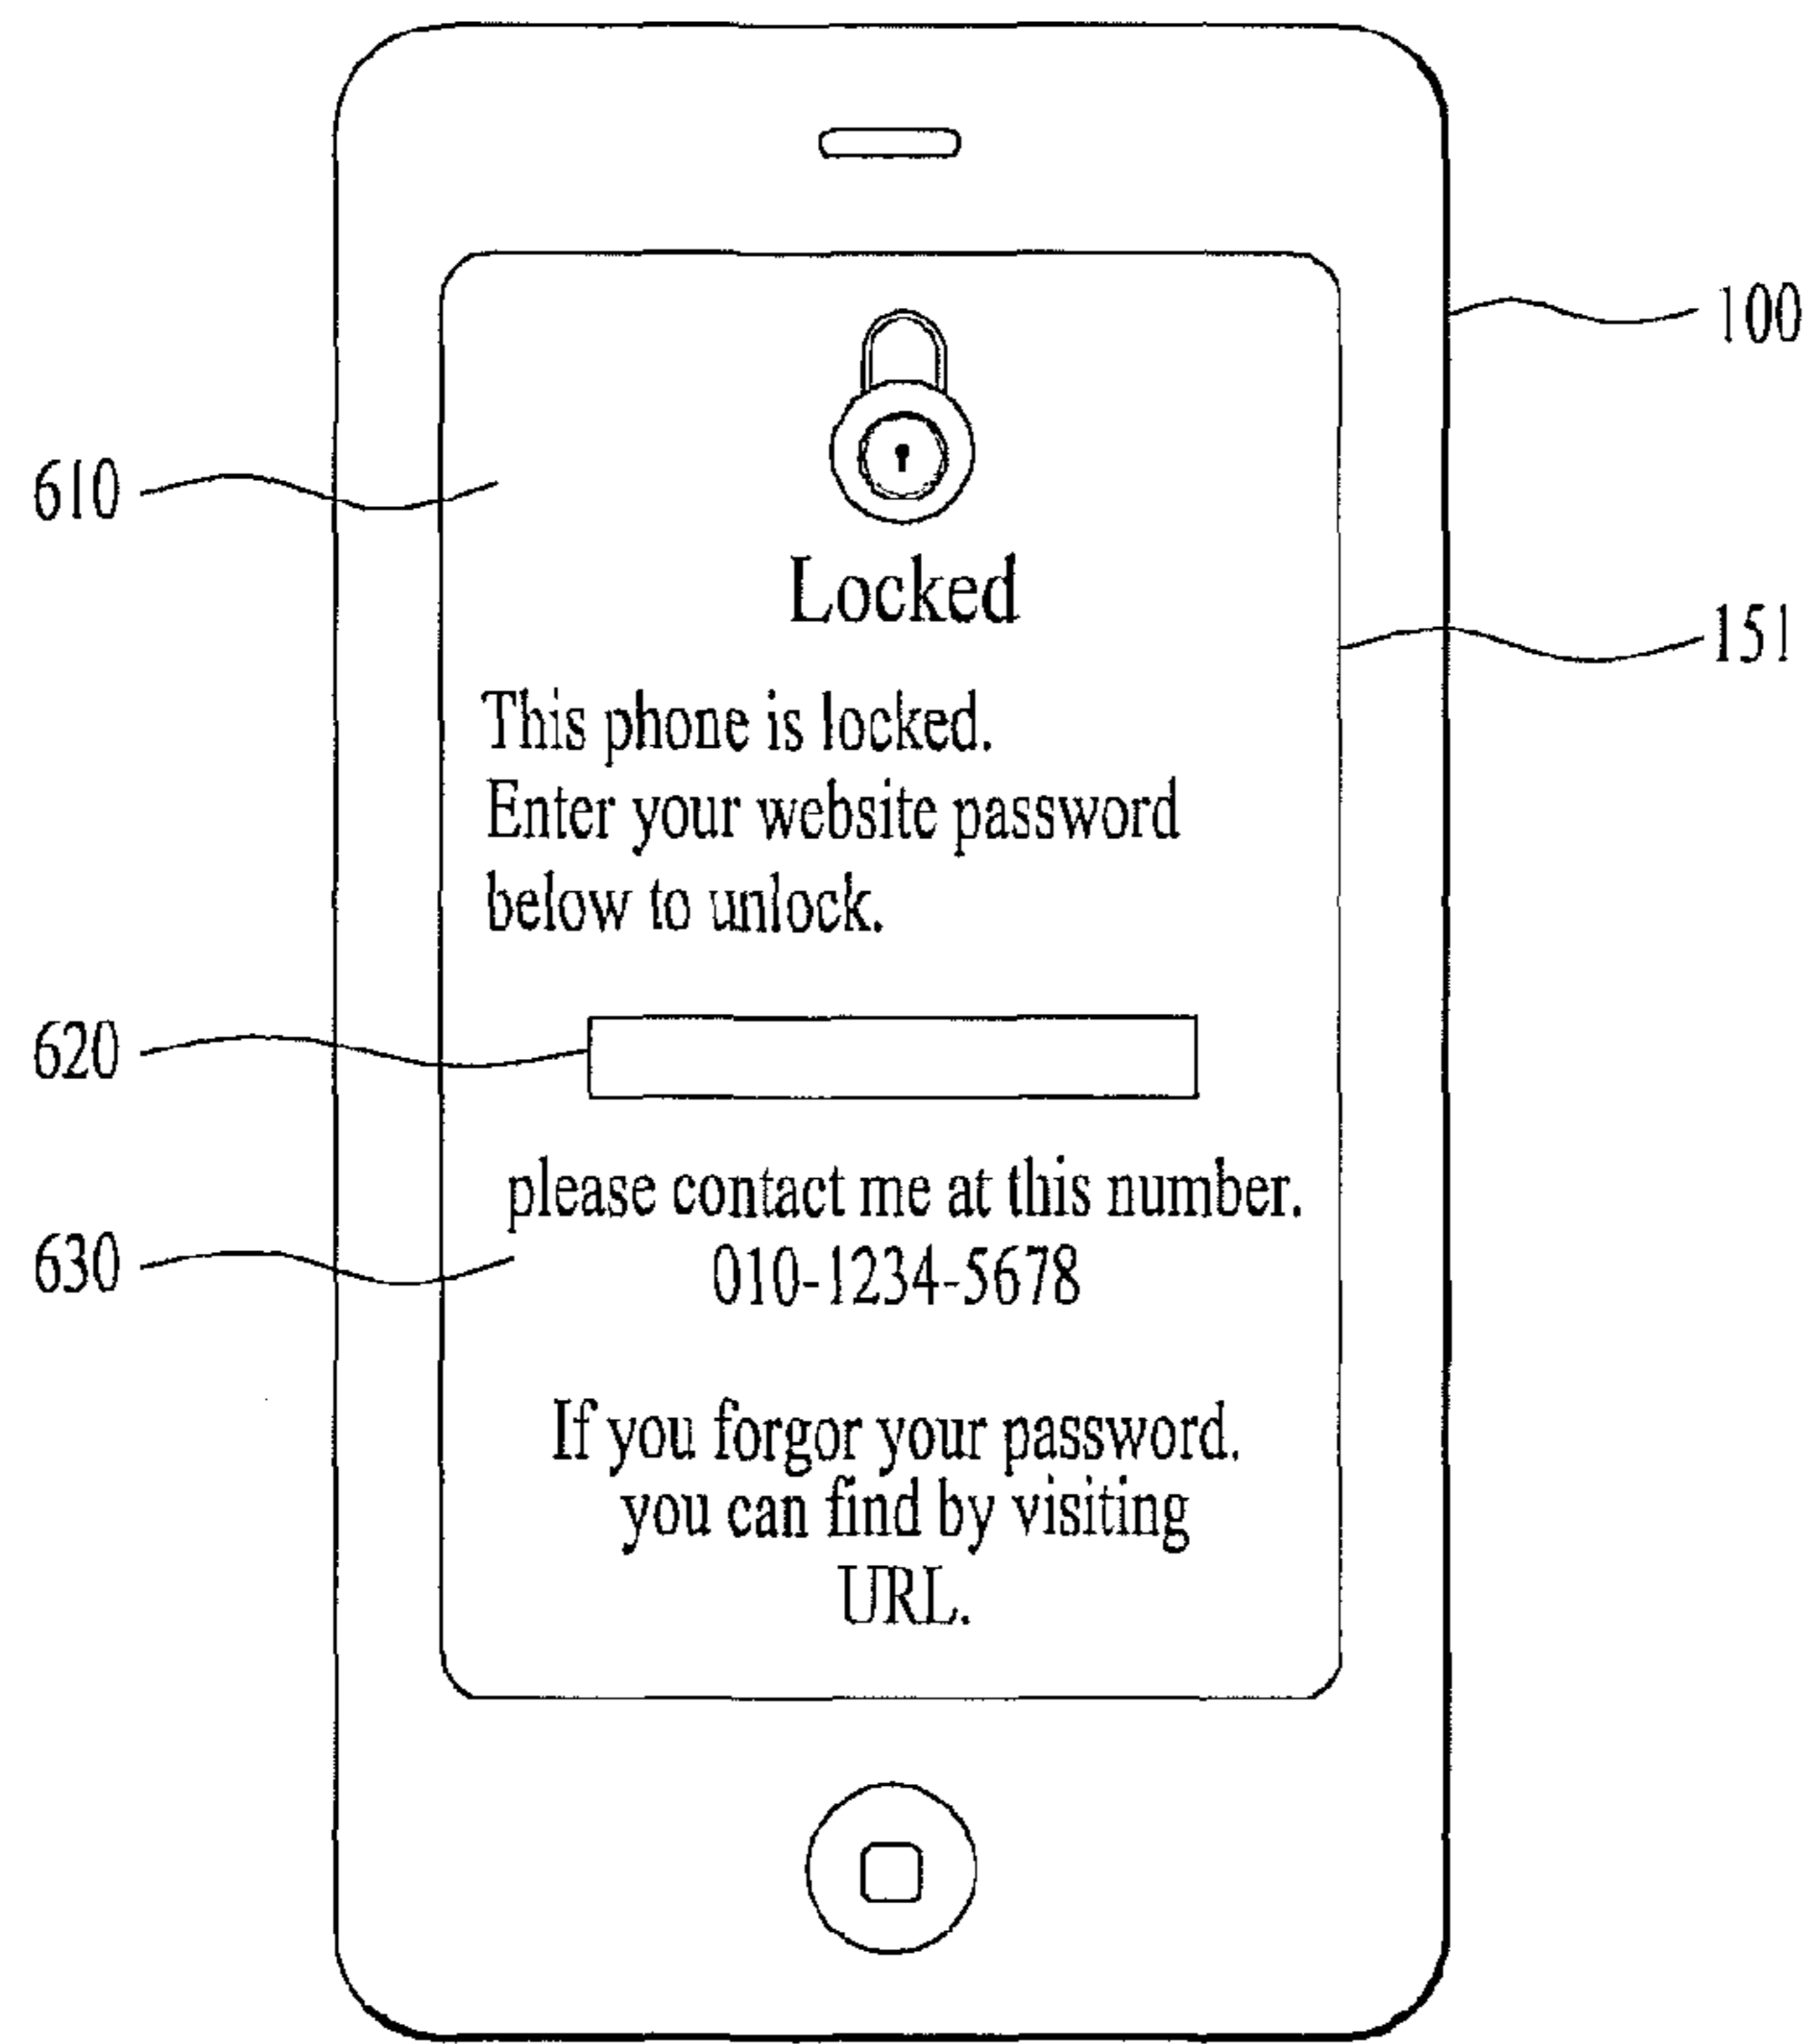 100
610
Locked
151
This phone is locked.
Enter your website password
below to unlock.
620
please contact me at this number.
630
010-1234-5678
If you forgor your password.
you can find by visiting
URL.